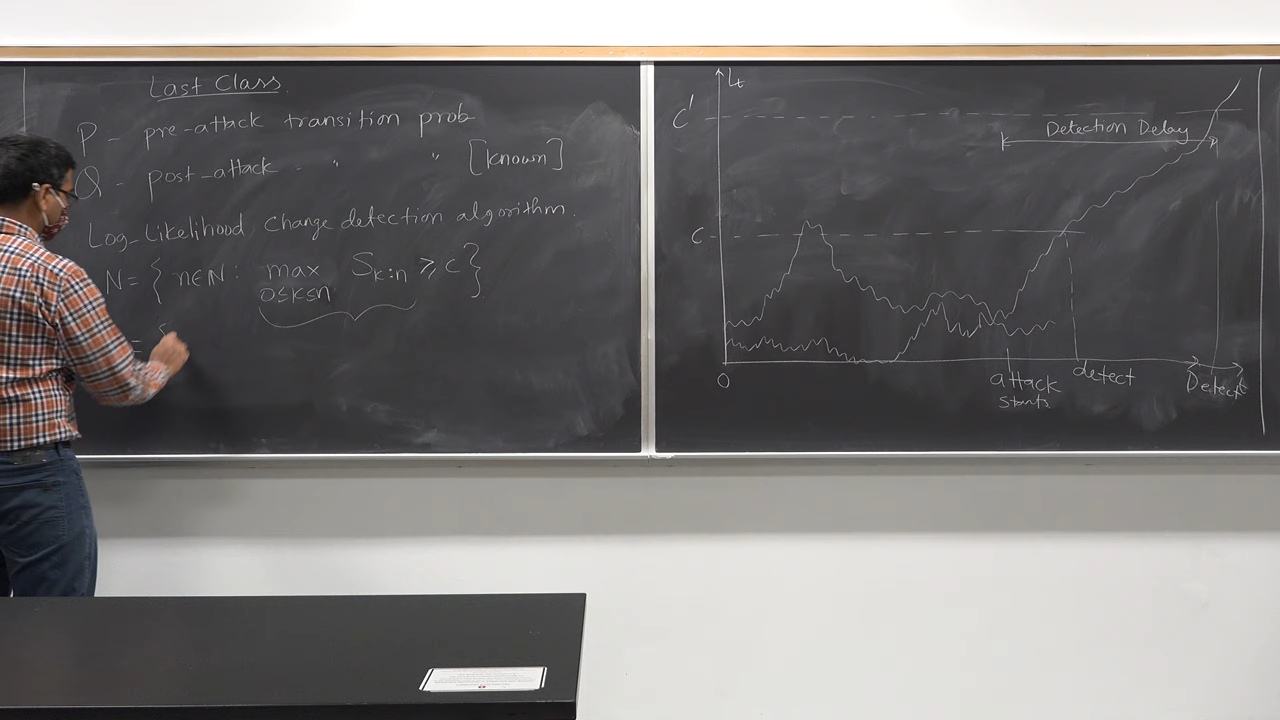 Last Class
P - pre-attack transition prob
Q - post-attack " " [known]
Log-Likelihood change detection algorithm.
N = { n∈ℕ : max S_{k:n} ≥ c }
0≤k≤n
=
L_t
C'
Detection Delay
C
0
attack
starts
detect
Detect